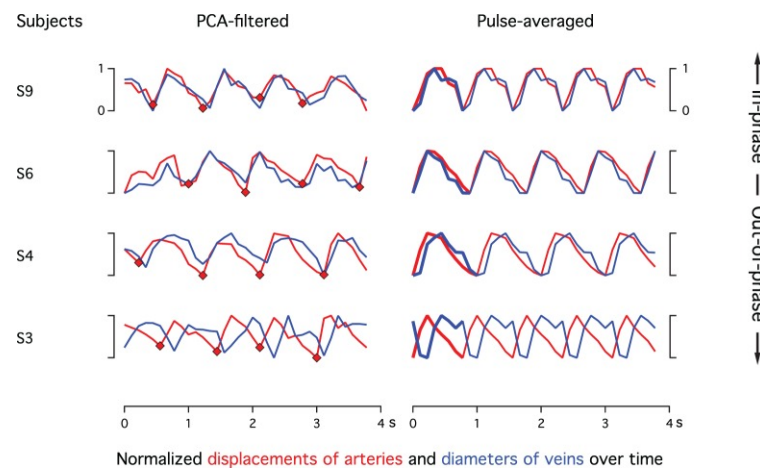 Subjects PCA-filtered Pulse-averaged
S9 1 0 1 0
S6
S4
S3
0 1 2 3 4 s 0 1 2 3 4 s
Normalized displacements of arteries and diameters of veins over time
In-phase — Out-of-phase